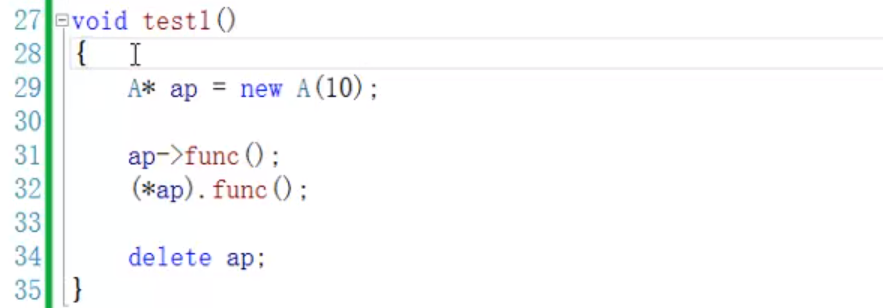 27 void test1()
28 {
29 A* ap = new A(10);
30
31 ap->func();
32 (*ap).func();
33
34 delete ap;
35 }